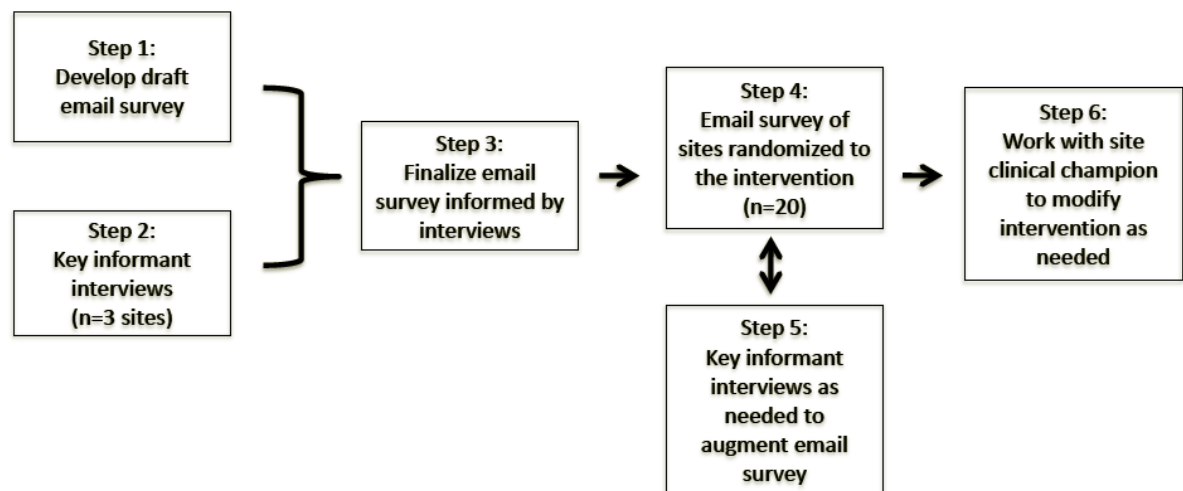 Step 1:
Develop draft
email survey
Step 2:
Key informant
interviews
(n=3 sites)
Step 3:
Finalize email
survey informed by
interviews
Step 4:
Email survey of
sites randomized to
the intervention
(n=20)
Step 5:
Key informant
interviews as
needed to
augment email
survey
Step 6:
Work with site
clinical champion
to modify
intervention as
needed